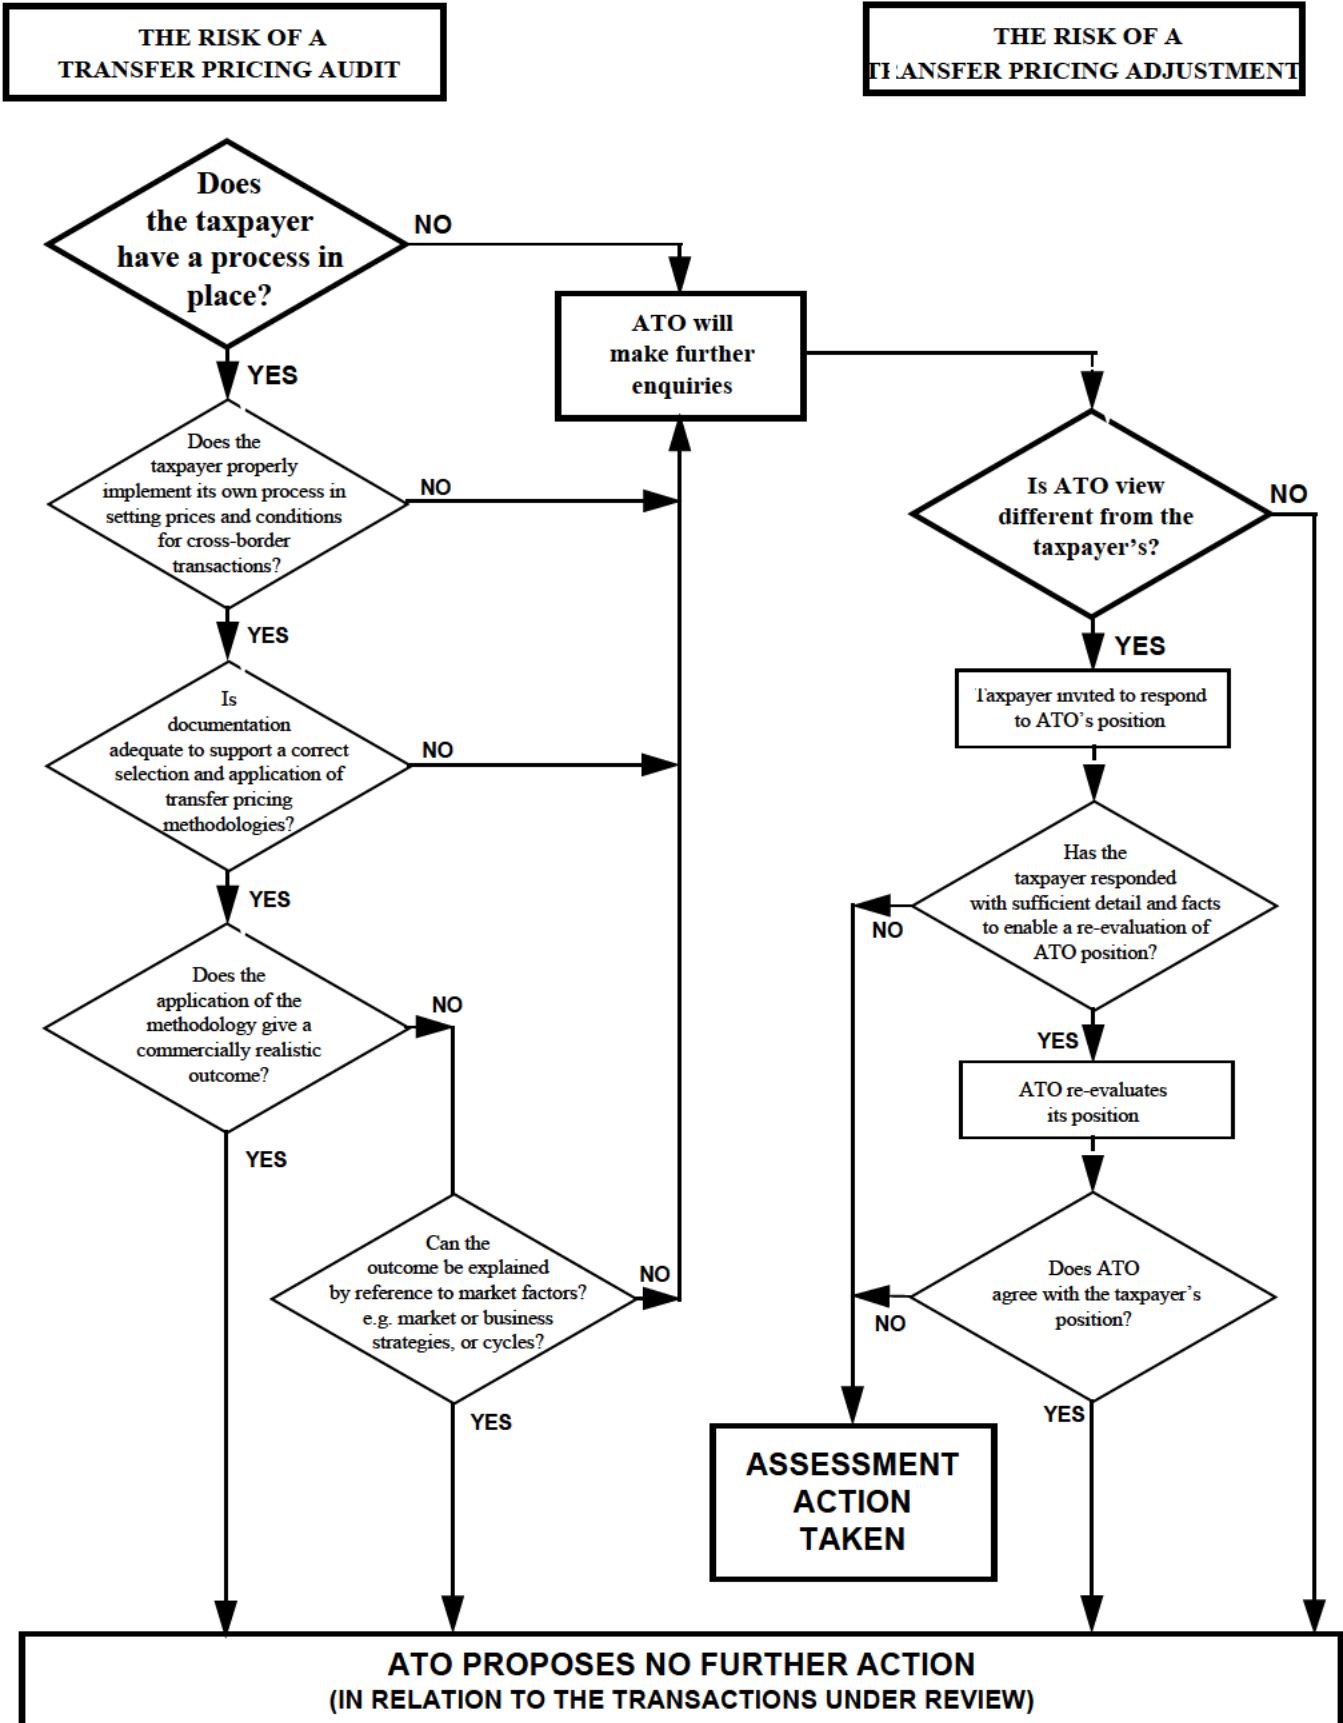 THE RISK OF A
TRANSFER PRICING AUDIT
THE RISK OF A
TRANSFER PRICING ADJUSTMENT
Does
the taxpayer
have a process in
place?
NO
YES
ATO will
make further
enquiries
Does the
taxpayer properly
implement its own process in
setting prices and conditions
for cross-border
transactions?
NO
YES
Is
documentation
adequate to support a correct
selection and application of
transfer pricing
methodologies?
NO
YES
Does the
application of the
methodology give a
commercially realistic
outcome?
NO
YES
Can the
outcome be explained
by reference to market factors?
e.g. market or business
strategies, or cycles?
NO
YES
Is ATO view
different from the
taxpayer's?
NO
YES
Taxpayer invited to respond
to ATO's position
Has the
taxpayer responded
with sufficient detail and facts
to enable a re-evaluation of
ATO position?
NO
YES
ATO re-evaluates
its position
Does ATO
agree with the taxpayer's
position?
NO
YES
ASSESSMENT
ACTION
TAKEN
ATO PROPOSES NO FURTHER ACTION
(IN RELATION TO THE TRANSACTIONS UNDER REVIEW)